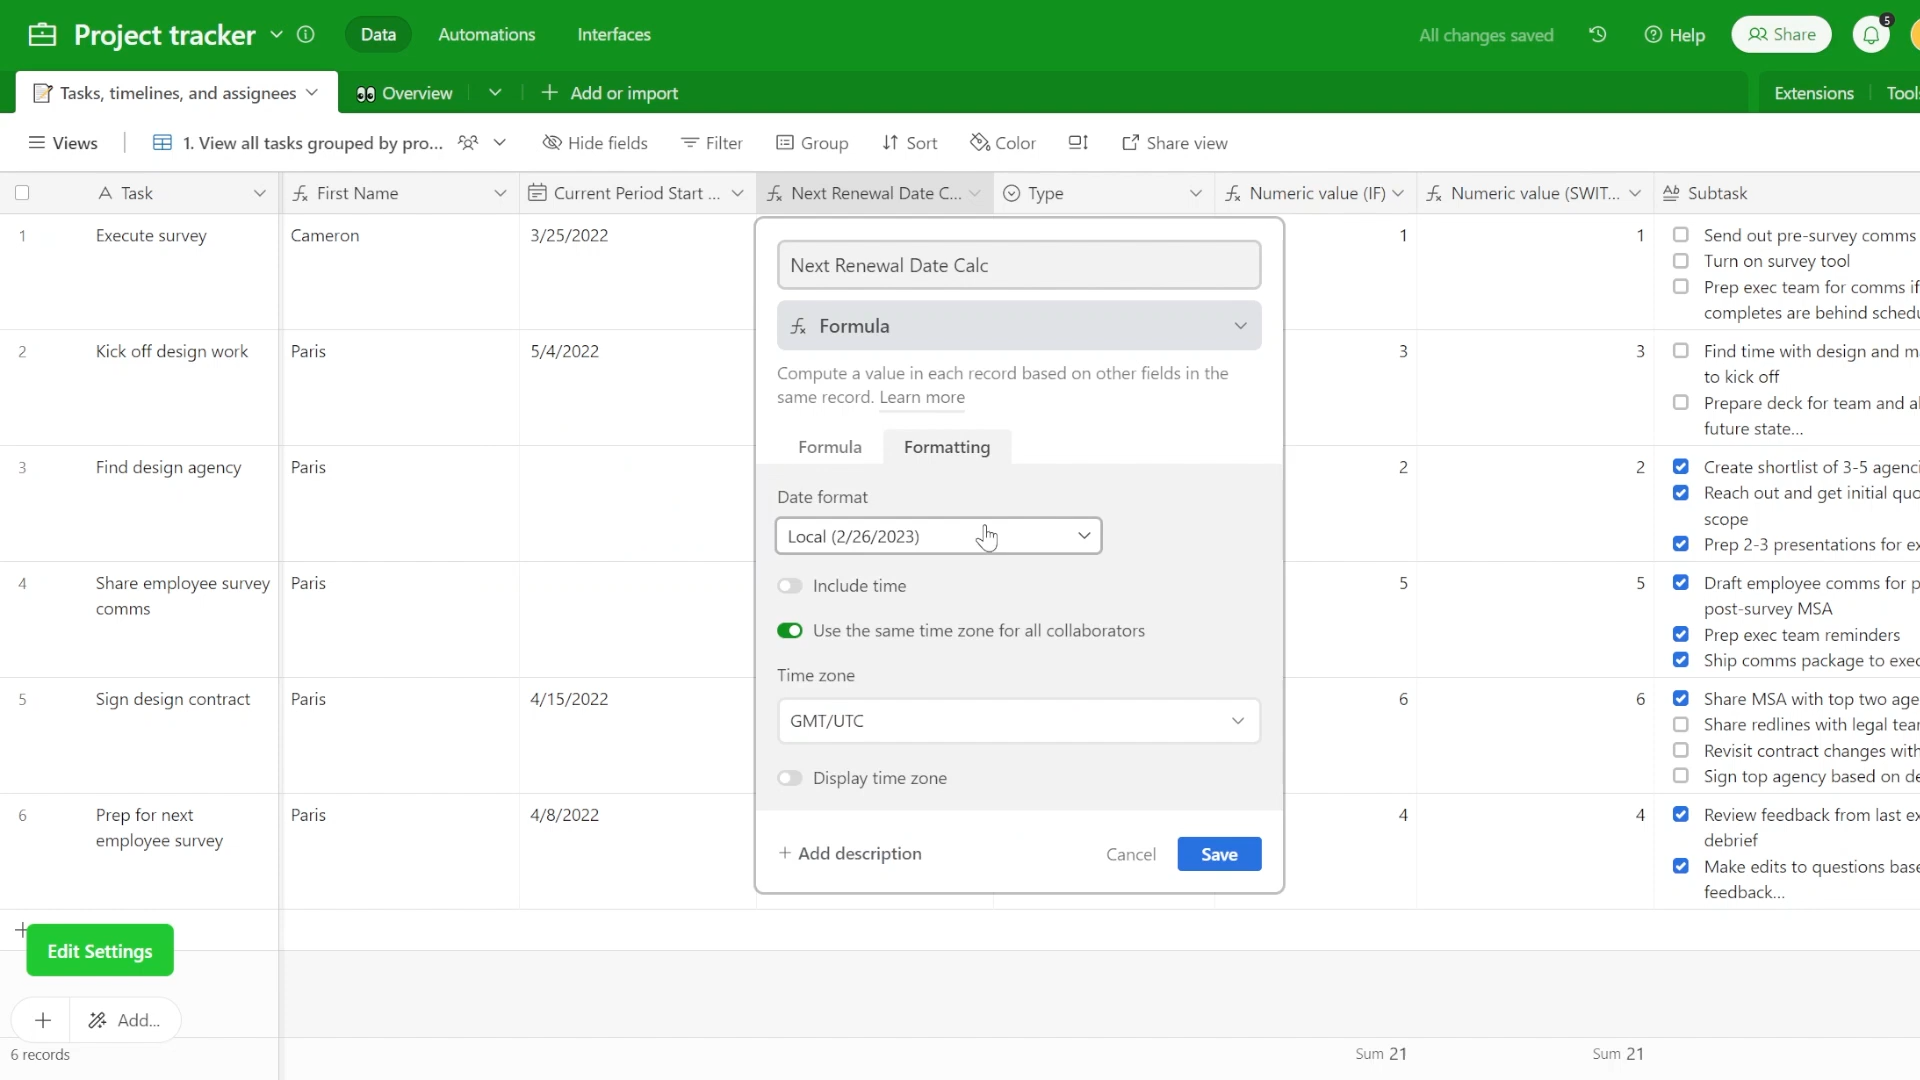 Project tracker
Data
Automations
Interfaces
All changes saved
Help
Share
5
Tasks, timelines, and assignees
Overview
Add or import
Extensions
Views
1. View all tasks grouped by pro...
Hide fields
Filter
Group
Sort
Color
Share view
Task
First Name
Current Period Start ...
Next Renewal Date C...
Type
Numeric value (IF)
Numeric value (SWIT...
Subtask
1
Execute survey
Cameron
3/25/2022
1
1
Send out pre-survey comms
Turn on survey tool
Prep exec team for comms if
completes are behind
2
Kick off design work
Paris
5/4/2022
3
3
Find time with design and
to kick off
Prepare deck for team and
future state...
3
Find design agency
Paris
2
2
Create shortlist of 3-5
Reach out and get initial
scope
Prep 2-3 presentations for
4
Share employee survey
comms
Paris
5
5
Draft employee comms for
post-survey MSA
Prep exec team reminders
Ship comms package to
5
Sign design contract
Paris
4/15/2022
6
6
Share MSA with top two
Share redlines with legal
Revisit contract changes
Sign top agency based on
6
Prep for next
employee survey
Paris
4/8/2022
4
4
Review feedback from last
debrief
Make edits to questions
feedback...
Next Renewal Date Calc
Formula
Compute a value in each record based on other fields in the
same record. Learn more
Formula
Formatting
Date format
Local (2/26/2023)
Include time
Use the same time zone for all collaborators
Time zone
GMT/UTC
Display time zone
+ Add description
Cancel
Save
Edit Settings
Add...
6 records
Sum 21
Sum 21